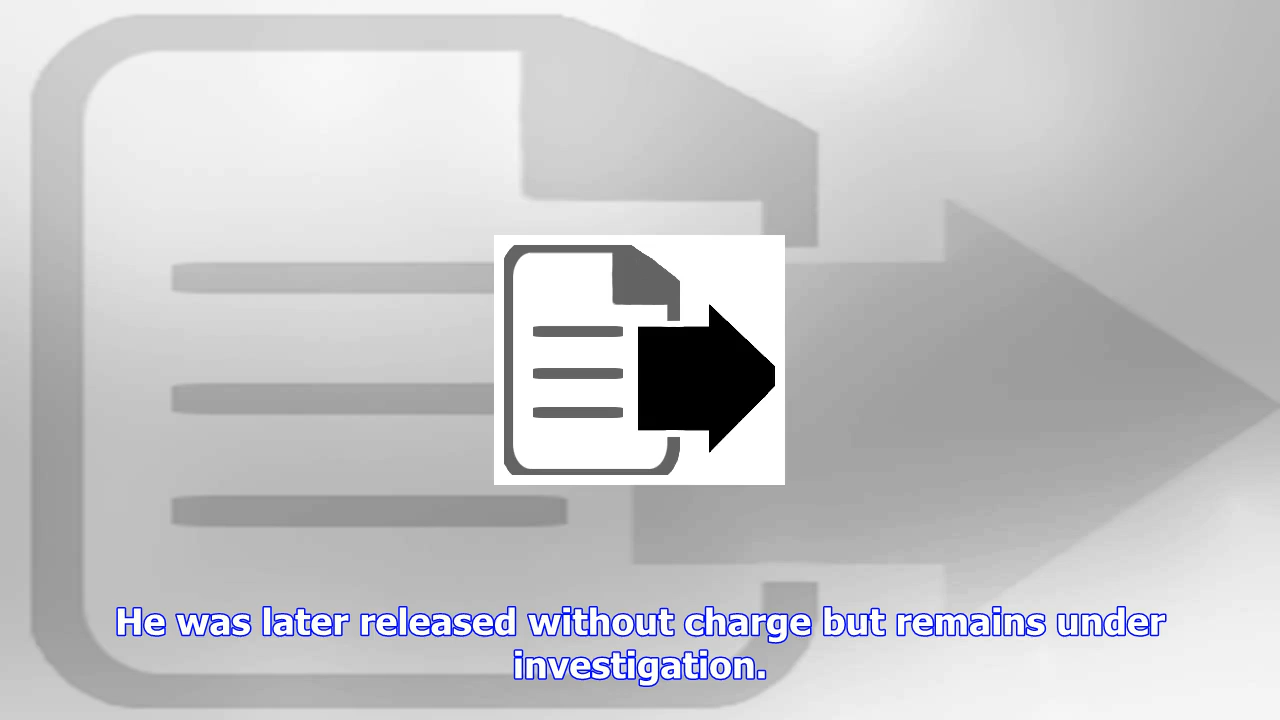 He was later released without charge but remains under
investigation.